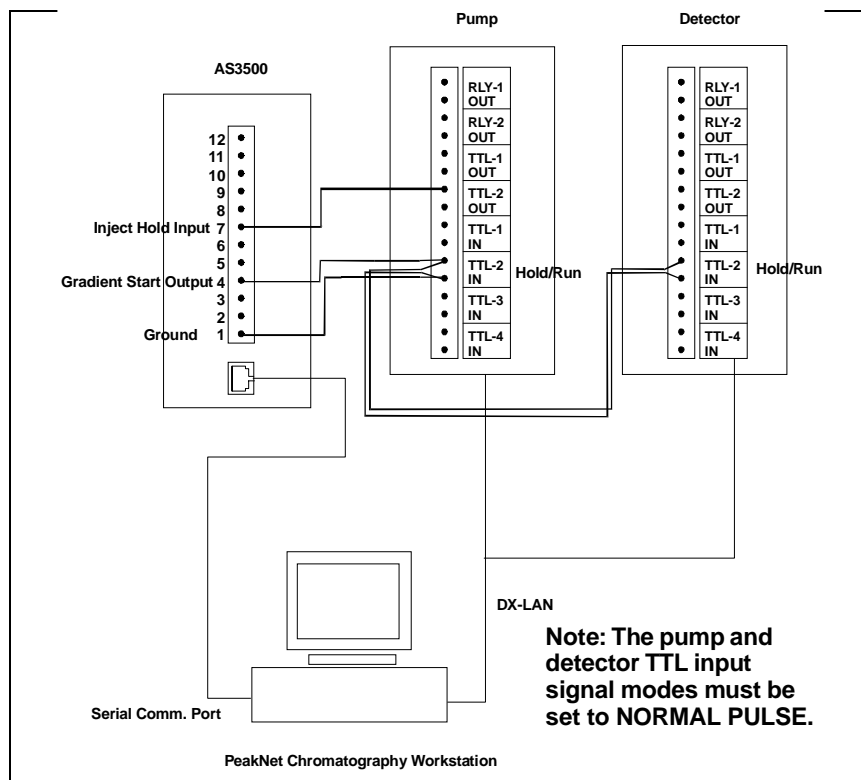 Pump
Detector
AS3500
12
11
10
9
8
Inject Hold Input 7
6
5
Gradient Start Output 4
3
2
Ground 1
RLY-1
OUT
RLY-2
OUT
TTL-1
OUT
TTL-2
OUT
TTL-1
IN
TTL-2
IN
Hold/Run
TTL-3
IN
TTL-4
IN
RLY-1
OUT
RLY-2
OUT
TTL-1
OUT
TTL-2
OUT
TTL-1
IN
TTL-2
IN
Hold/Run
TTL-3
IN
TTL-4
IN
DX-LAN
Note: The pump and
detector TTL input
signal modes must be
set to NORMAL PULSE.
Serial Comm. Port
PeakNet Chromatography Workstation